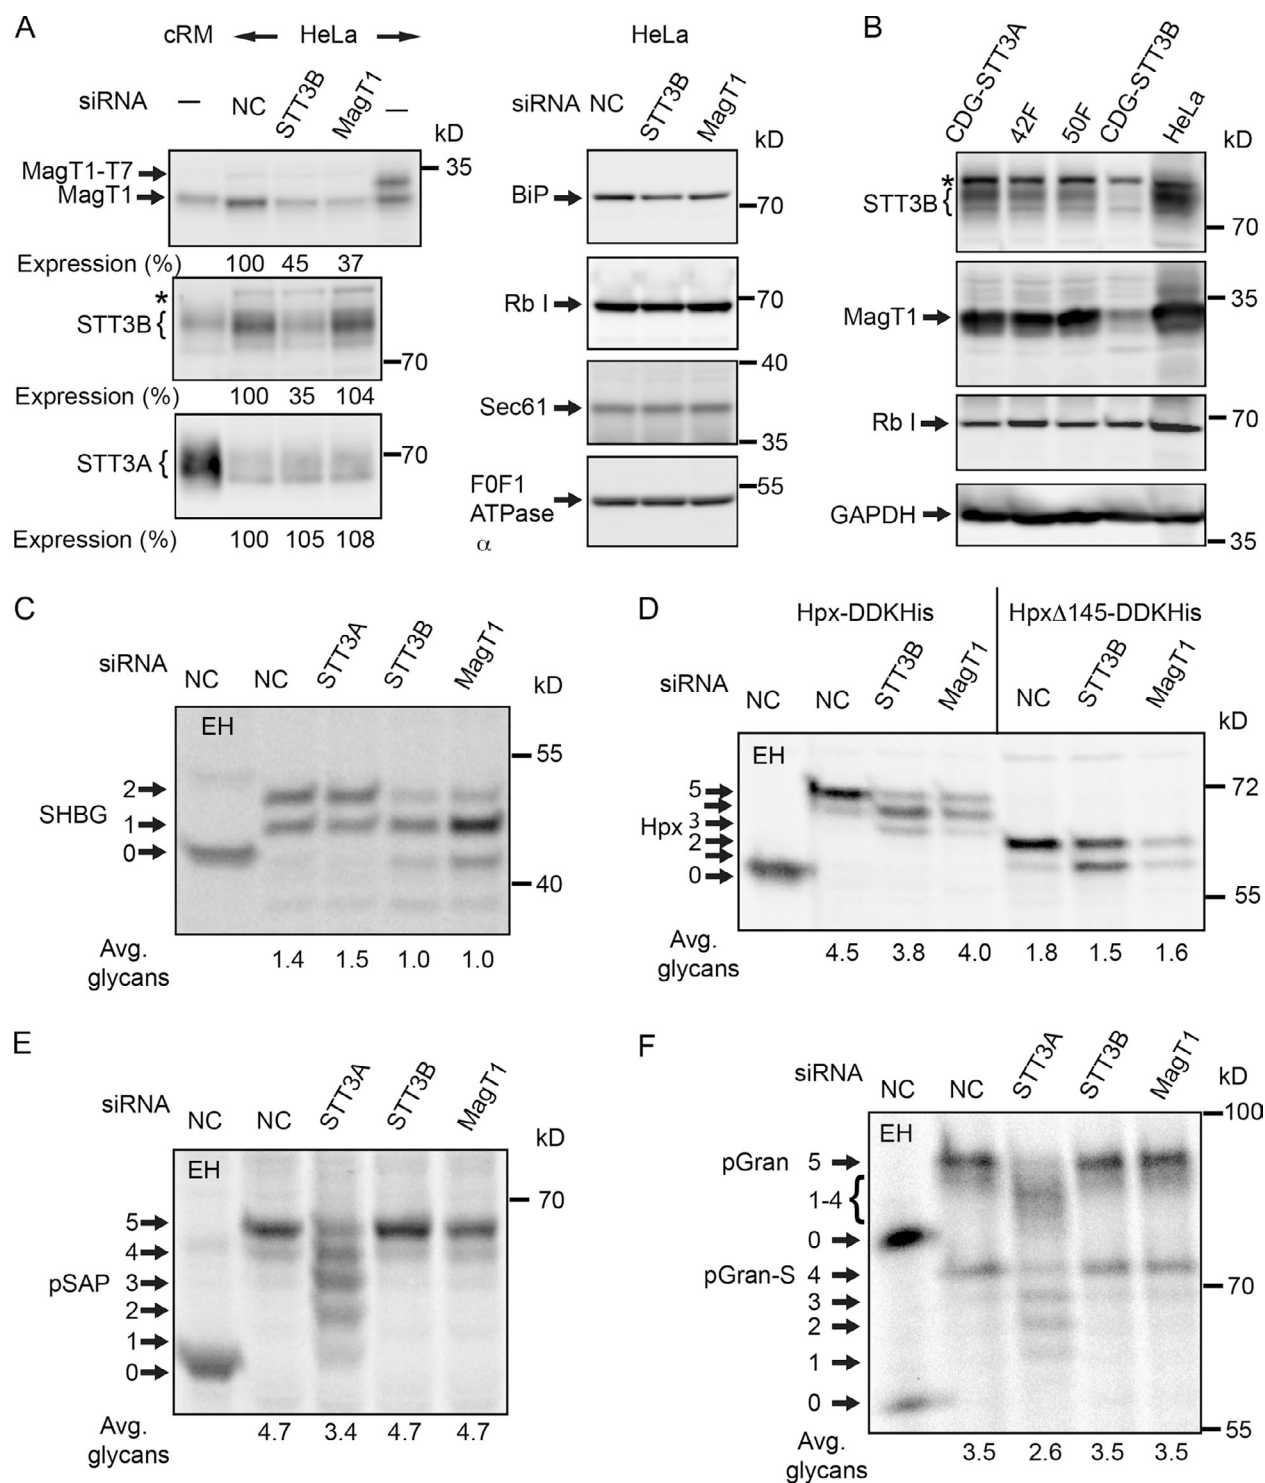 A
cRM HeLa
siRNA — NC STT3B MagT1 —
kD
MagT1-T7
35
MagT1
Expression (%) 100 45 37
*
STT3B {
70
Expression (%) 100 35 104
STT3A {
70
Expression (%) 100 105 108
HeLa
siRNA NC STT3B MagT1
kD
BiP
70
Rb I
70
40
Sec61
35
F0F1
ATPase
α
55
B
CDG-STT3A 42F 50F CDG-STT3B HeLa
kD
*
STT3B {
70
35
MagT1
Rb I
70
GAPDH
35
C
siRNA NC NC STT3A STT3B MagT1
kD
EH
55
2
SHBG 1
0
40
Avg.
glycans
1.4 1.5 1.0 1.0
D
Hpx-DDKHis HpxΔ145-DDKHis
siRNA NC NC STT3B MagT1 NC STT3B MagT1
kD
EH
72
5
Hpx 3
2
0
55
Avg.
glycans
4.5 3.8 4.0 1.8 1.5 1.6
E
siRNA NC NC STT3A STT3B MagT1
kD
EH
70
5
4
pSAP 3
2
1
0
Avg.
glycans
4.7 3.4 4.7 4.7
F
siRNA NC NC STT3A STT3B MagT1
kD
100
EH
pGran 5
1-4 {
0
pGran-S 4
70
3
2
1
0
55
Avg.
glycans
3.5 2.6 3.5 3.5